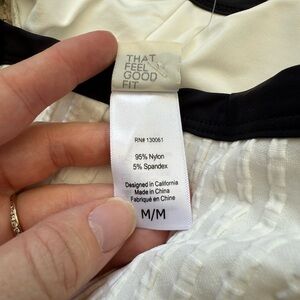 THAT
FEEL
GOOD
FIT
RN# 130061
95% Nylon
5% Spandex
Designed in California
Made in China
Fabriqué en Chine
M/M